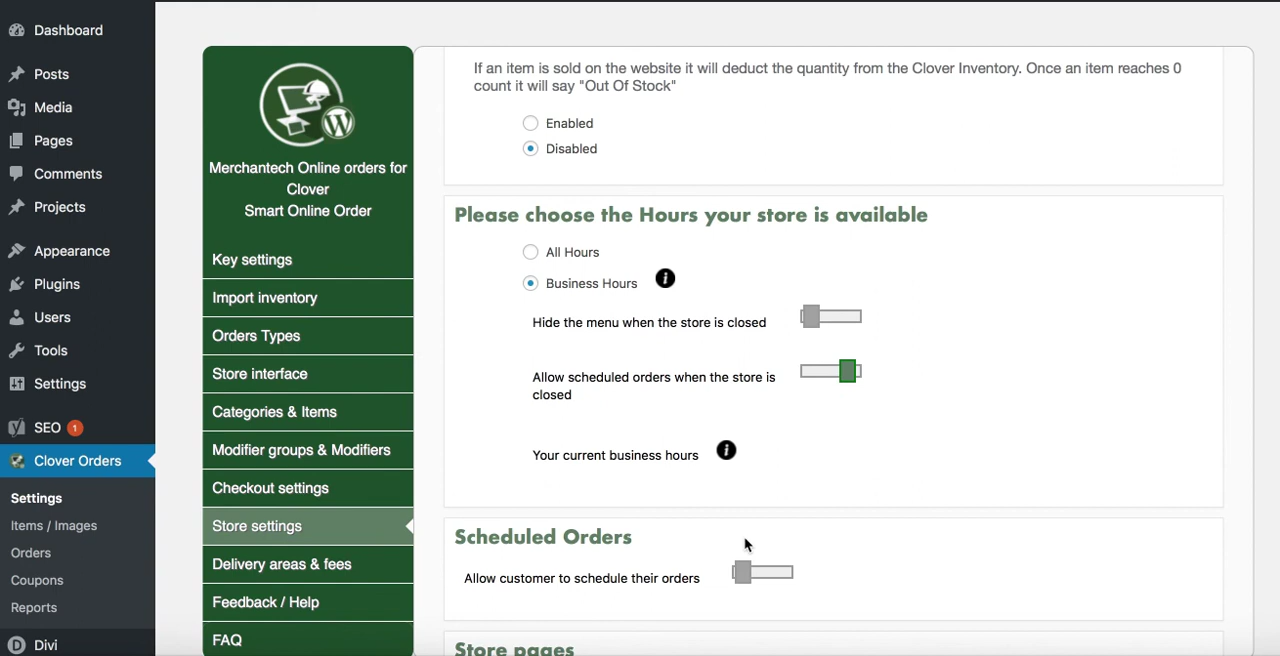 Dashboard
Posts
Media
Pages
Comments
Projects
Appearance
Plugins
Users
Tools
Settings
SEO 1
Clover Orders
Settings
Items / Images
Orders
Coupons
Reports
Divi
Merchantech Online orders for
Clover
Smart Online Order
Key settings
Import inventory
Orders Types
Store interface
Categories & Items
Modifier groups & Modifiers
Checkout settings
Store settings
Delivery areas & fees
Feedback / Help
FAQ
If an item is sold on the website it will deduct the quantity from the Clover Inventory. Once an item reaches 0
count it will say "Out Of Stock"
Enabled
Disabled
Please choose the Hours your store is available
All Hours
Business Hours
Hide the menu when the store is closed
Allow scheduled orders when the store is
closed
Your current business hours
Scheduled Orders
Allow customer to schedule their orders
Store pages